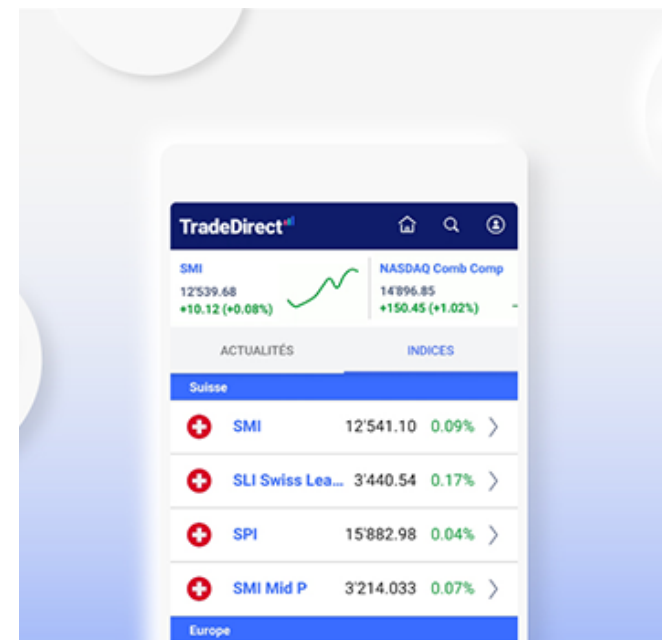 TradeDirect
SMI
12'539.68
+10.12 (+0.08%)
NASDAQ Comb Comp
14'896.85
+150.45 (+1.02%)
ACTUALITÉS
INDICES
Suisse
SMI 12'541.10 0.09%
SLI Swiss Lea... 3'440.54 0.17%
SPI 15'882.98 0.04%
SMI Mid P 3'214.033 0.07%
Europe